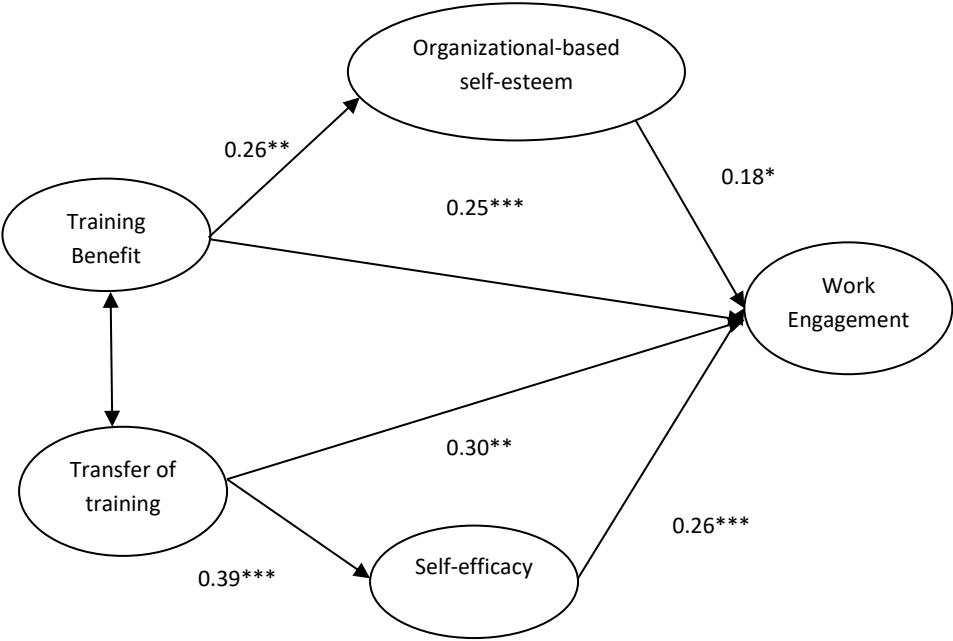 Organizational-based
self-esteem
0.26**
0.18*
0.25***
Training
Benefit
Work
Engagement
0.30**
Transfer of
training
0.26***
Self-efficacy
0.39***